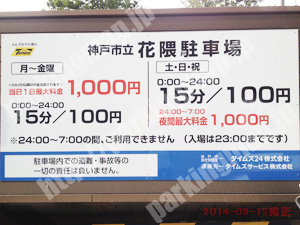 Times
神戸市立 花隈駐車場
月～金曜
当日1日最大料金 1,000円
0:00～24:00
15分/100円
土・日・祝
0:00～24:00
15分/100円
24:00～7:00
夜間最大料金 1,000円
※24:00～7:00の間、ご利用できません (入場は23:00までです)
駐車場内での盗難・事故等の
一切の責任は負いません。
タイムズ24株式会社
タイムズサービス株式会社